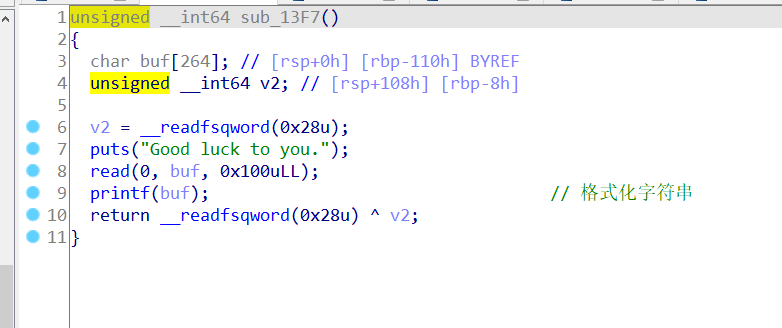 1 unsigned __int64 sub_13F7()
2 {
3 char buf[264]; // [rsp+0h] [rbp-110h] BYREF
4 unsigned __int64 v2; // [rsp+108h] [rbp-8h]
5
6 v2 = __readfsqword(0x28u);
7 puts("Good luck to you.");
8 read(0, buf, 0x100uLL);
9 printf(buf); // 格式化字符串
10 return __readfsqword(0x28u) ^ v2;
11 }